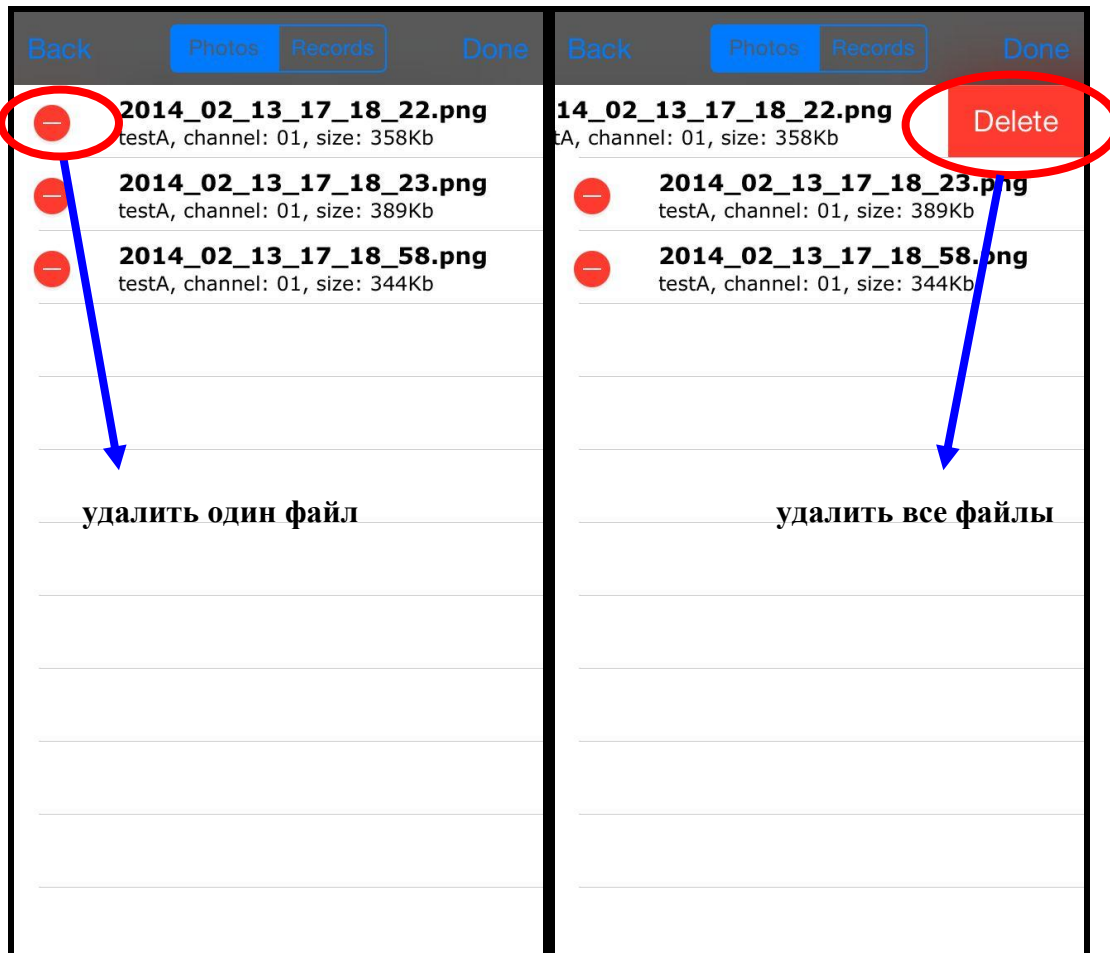 Back Photos Records Done
2014_02_13_17_18_22.png
testA, channel: 01, size: 358Kb
2014_02_13_17_18_23.png
testA, channel: 01, size: 389Kb
2014_02_13_17_18_58.png
testA, channel: 01, size: 344Kb
удалить один файл
Back Photos Records Done
14_02_13_17_18_22.png
tA, channel: 01, size: 358Kb
Delete
2014_02_13_17_18_23.png
testA, channel: 01, size: 389Kb
2014_02_13_17_18_58.png
testA, channel: 01, size: 344Kb
удалить все файлы